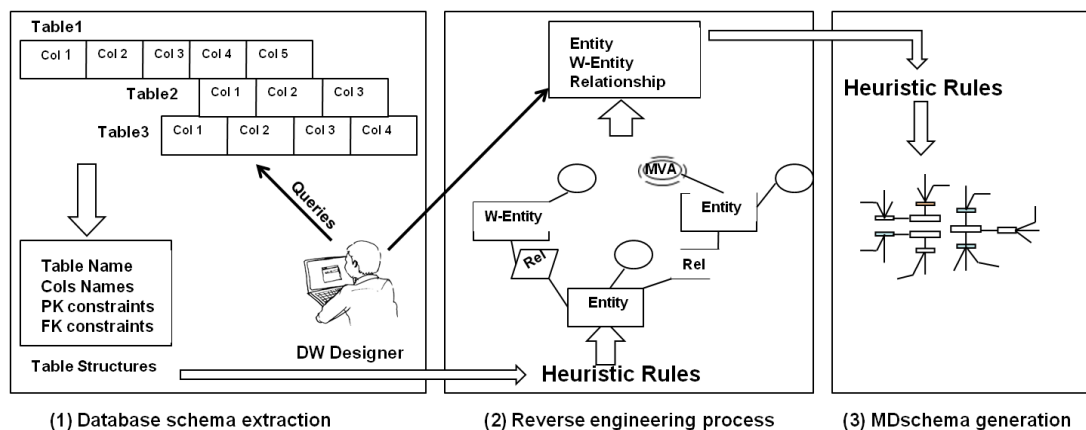 Table1
Col 1 Col 2 Col 3 Col 4 Col 5
Table2
Col 1 Col 2 Col 3
Table3
Col 1 Col 2 Col 3 Col 4
Queries
Table Name
Cols Names
PK constraints
FK constraints
Table Structures
DW Designer
(1) Database schema extraction
Entity
W-Entity
Relationship
MVA
W-Entity
Entity
Rel
Rel
Entity
Heuristic Rules
(2) Reverse engineering process
Heuristic Rules
(3) MDschema generation